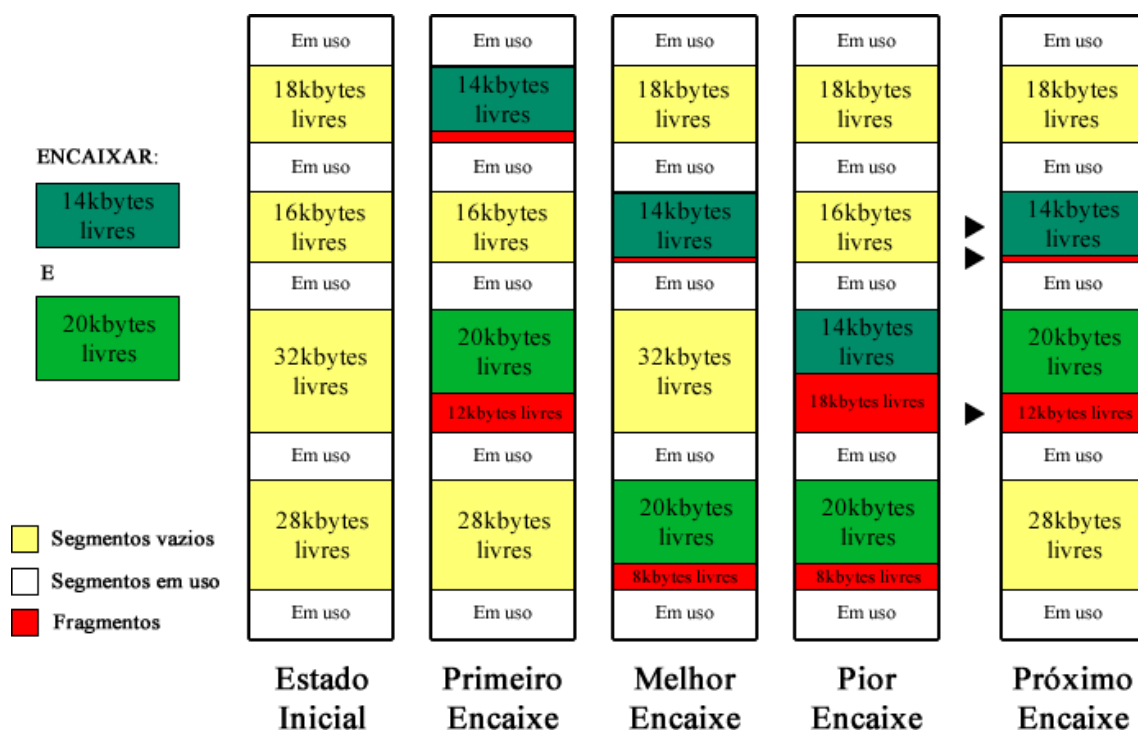 ENCAIXAR:
14kbytes
livres
E
20kbytes
livres
Segmentos vazios
Segmentos em uso
Fragmentos
Em uso
18kbytes
livres
Em uso
16kbytes
livres
Em uso
32kbytes
livres
Em uso
28kbytes
livres
Em uso
Estado
Inicial
Em uso
14kbytes
livres
Em uso
16kbytes
livres
Em uso
20kbytes
livres
12kbytes livres
Em uso
28kbytes
livres
Em uso
Primeiro
Encaixe
Em uso
18kbytes
livres
Em uso
14kbytes
livres
Em uso
32kbytes
livres
Em uso
20kbytes
livres
8kbytes livres
Em uso
Melhor
Encaixe
Em uso
18kbytes
livres
Em uso
16kbytes
livres
Em uso
14kbytes
livres
18kbytes livres
Em uso
20kbytes
livres
8kbytes livres
Em uso
Pior
Encaixe
Em uso
18kbytes
livres
Em uso
14kbytes
livres
Em uso
20kbytes
livres
12kbytes livres
Em uso
28kbytes
livres
Em uso
Próximo
Encaixe